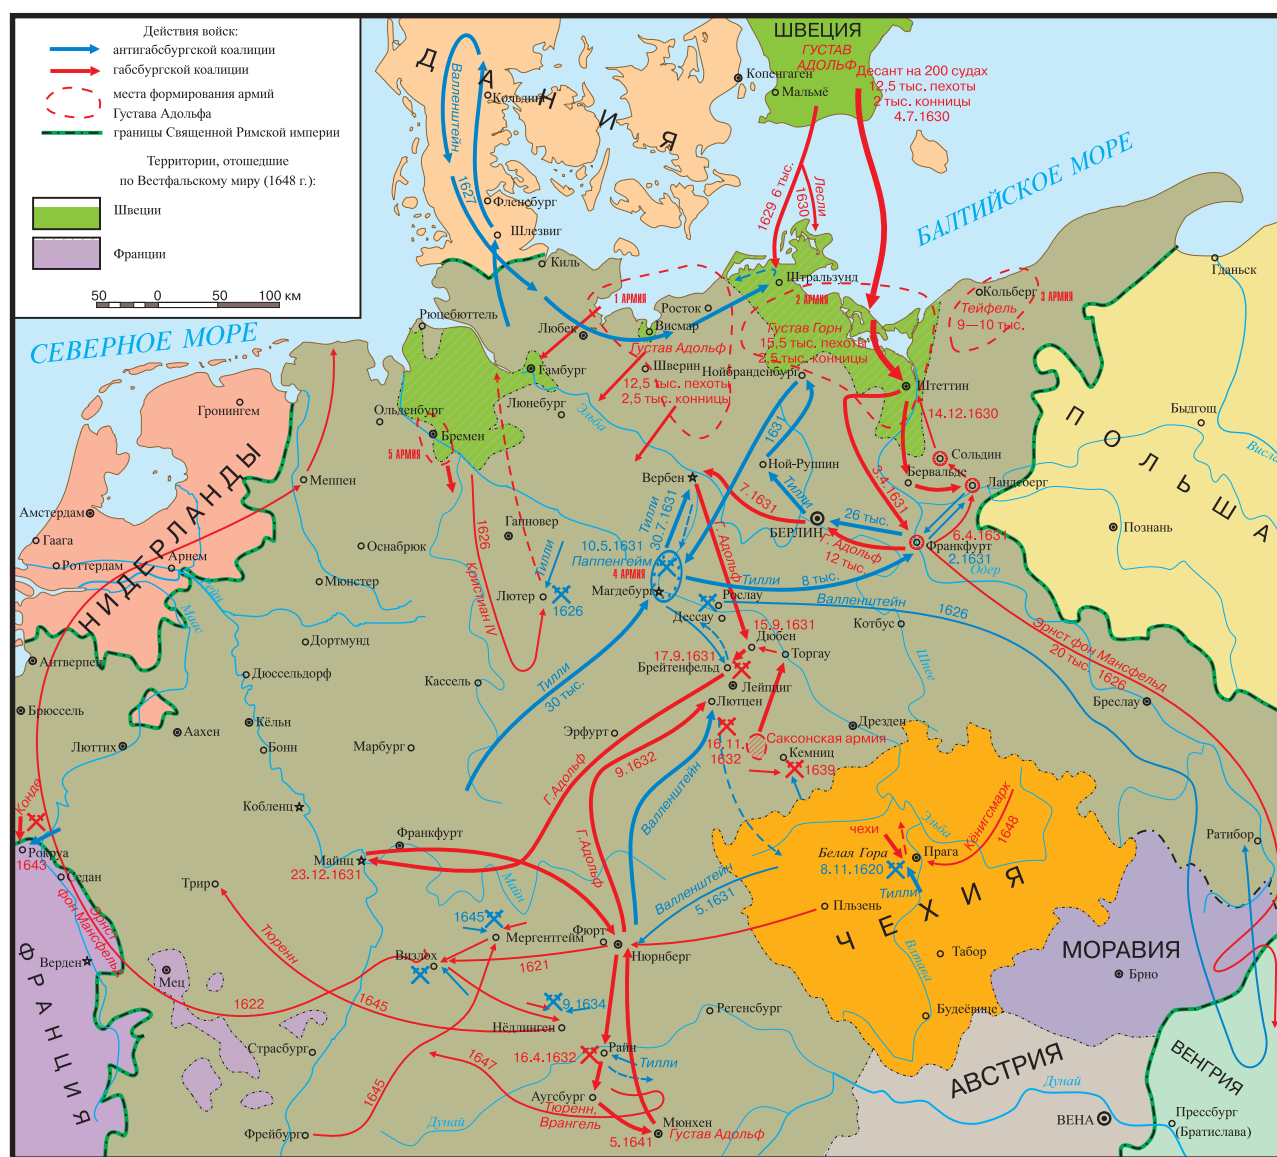 Действия войск:
антигабсбургской коалиции
габсбургской коалиции
места формирования армий
Густава Адольфа
границы Священной Римской империи
Территории, отошедшие
по Вестфальскому миру (1648 г.):
Швеции
Франции
50 0 50 100 км
ШВЕЦИЯ
ГУСТАВ
АДОЛЬФ
Десант на 200 судах
12,5 тыс. пехоты
2 тыс. конницы
4.7.1630
ДАНИЯ
Копенгаген
Мальмё
Кольдинг
Валленштейн
1627
Фленсбург
Шлезвиг
Киль
1629 6 тыс.
Лесли
1630
БАЛТИЙСКОЕ МОРЕ
СЕВЕРНОЕ МОРЕ
Гданьск
Штральзунд
Кольберг
Тейфель
9—10 тыс.
3 АРМИЯ
1 АРМИЯ
2 АРМИЯ
Росток
Висмар
Любек
Рюцебюттель
Густав Адольф
12,5 тыс. пехоты
2,5 тыс. конницы
Густав Горн
15,5 тыс. пехоты
2,5 тыс. конницы
Шверин
Нойбранденбург
Штеттин
Гамбург
Люнебург
Эльба
Гронингем
Ольденбург
Бремен
5 АРМИЯ
14.12.1630
Быдгощ
ПОЛЬША
Висла
1631
Сольдин
Бервальде
Ландсберг
Ной-Руппин
Вербен
Тилли
7.1631
3.4.1631
Меппен
НИДЕРЛАНДЫ
Амстердам
Гаага
Роттердам
Арнем
Рейн
Маас
Оснабрюк
Мюнстер
Ганновер
1626
Кристиан IV
Тилли
Лютер
1626
10.5.1631
Паппенгейм
4 АРМИЯ
Магдебург
Тилли
30.7.1631
Г. Адольф
БЕРЛИН
26 тыс.
Г. Адольф
12 тыс.
Франкфурт
2.1631
6.4.1631
Одер
Познань
Тилли 8 тыс.
Рослау
Дессау
Валленштейн 1626
Котбус
Шпее
Эрнст фон Мансфельд
20 тыс. 1626
Дортмунд
Антверпен
Дюссельдорф
Кассель
Тилли
30 тыс.
15.9.1631
Дюбен
Торгау
17.9.1631
Брейтенфельд
Лейпциг
Лютцен
Брюссель
Кёльн
Аахен
Люттих
Бонн
Марбург
Эрфурт
Дрезден
Бреслау
16.11.
1632
Саксонская армия
Кемниц
1639
Г.Адольф
9.1632
Валленштейн
Г.Адольф
Кобленц
Франкфурт
Майнц
23.12.1631
Майн
Конде
Рокруа
1643
Седан
Трир
чехи
Эльба
Кёнигсмарк
1648
Белая Гора
8.11.1620
Прага
Тилли
Ратибор
Валленштейн
5.1631
Пльзень
ЧЕХИЯ
Влтава
Табор
Будеёвице
МОРАВИЯ
Брно
Эрнст
фон Мансфельд
ФРАНЦИЯ
Верден
Мец
Тюренн
1645
1622
1645
Мергентгейм
Визлох
1621
Фюрт
Нюрнберг
9.1634
Нёдлинген
Регенсбург
Страсбург
16.4.1632
Райн
Тилли
1647
1645
Аугсбург
Тюренн,
Врангель
Дунай
Фрейбург
Мюнхен
Густав Адольф
5.1641
АВСТРИЯ
Дунай
ВЕНА
ВЕНГРИЯ
Прессбург
(Братислава)